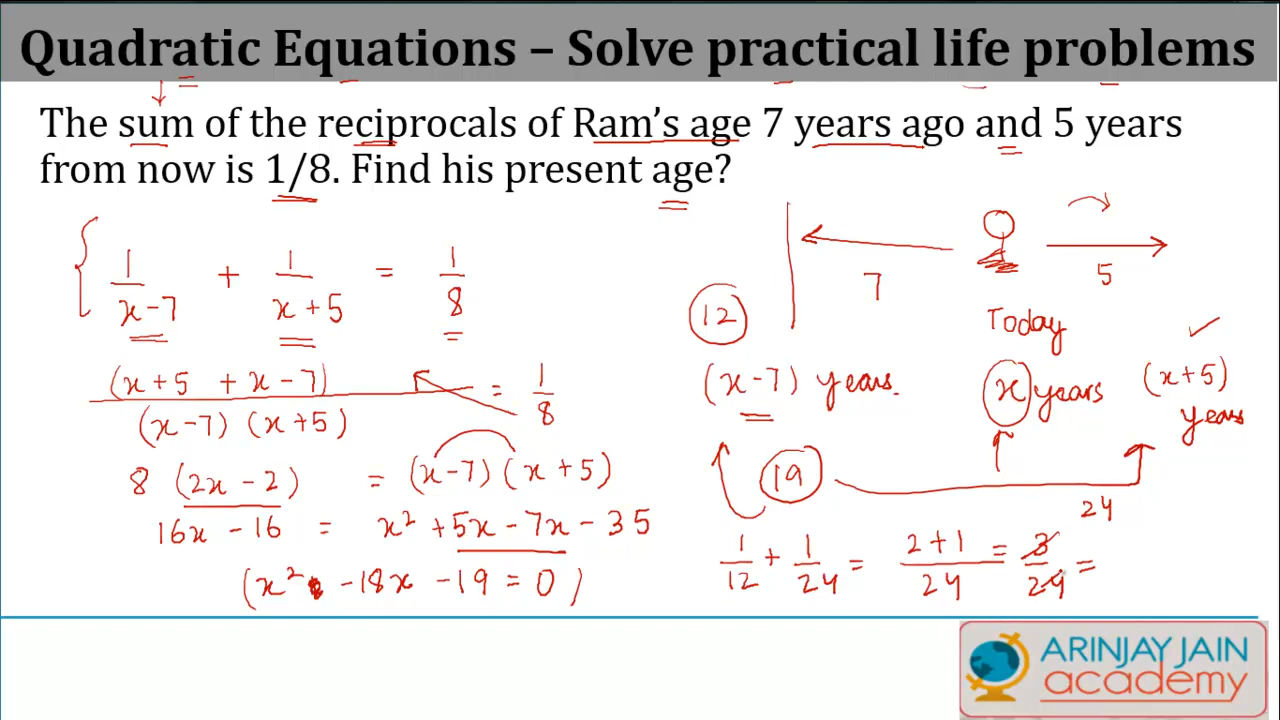 Quadratic Equations – Solve practical life problems
The sum of the reciprocals of Ram's age 7 years ago and 5 years
from now is 1/8. Find his present age?
1/(x-7) + 1/(x+5) = 1/8
(x+5 + x-7)/((x-7) (x+5)) = 1/8
8 (2x-2) = (x-7)(x+5)
16x - 16 = x² + 5x - 7x - 35
(x² - 18x - 19 = 0)
7
5
12
Today
(x-7) years.
x years
(x+5)
years
19
24
1/12 + 1/24 = (2+1)/24 = 3/24 =
ARINJAY JAIN
academy